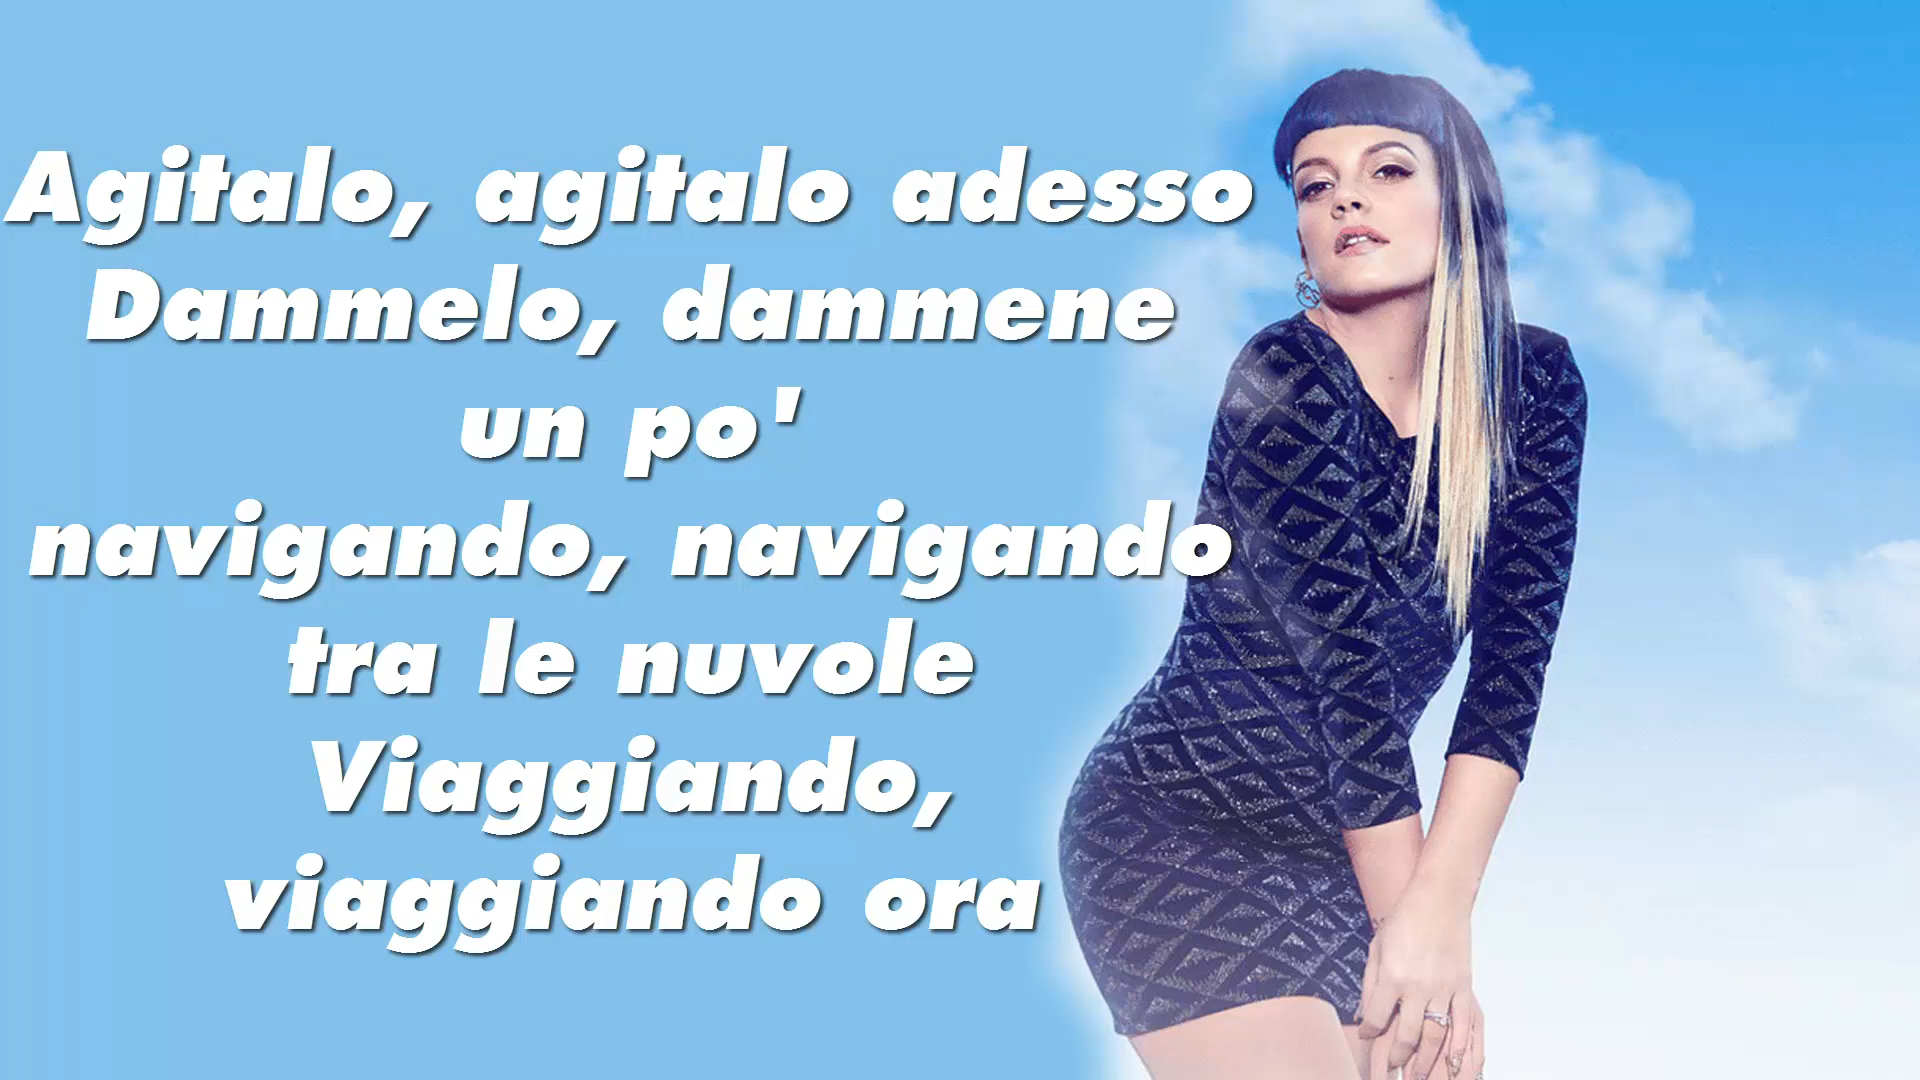 Agitalo, agitalo adesso
Dammelo, dammene
un po'
navigando, navigando
tra le nuvole
Viaggiando,
viaggiando ora